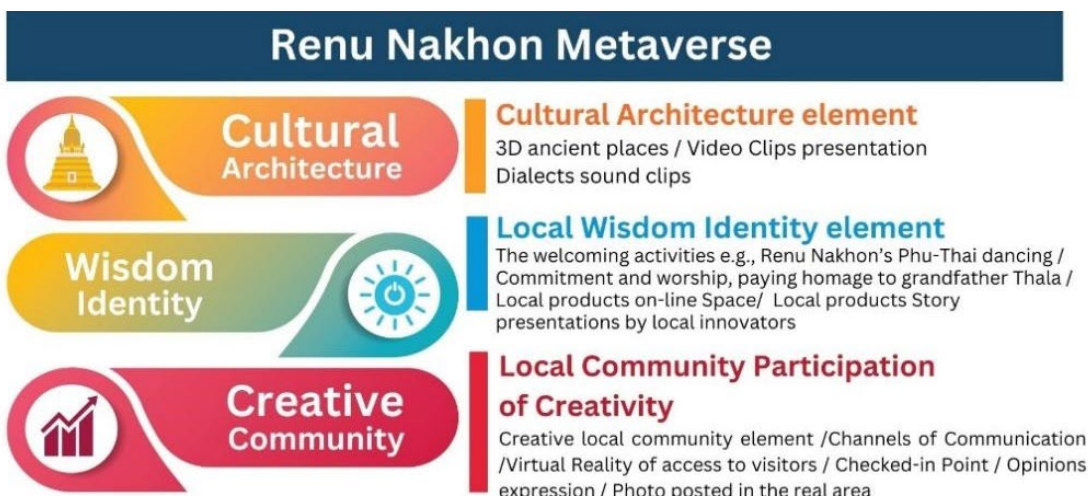 Renu Nakhon Metaverse
Cultural
Architecture
Cultural Architecture element
3D ancient places / Video Clips presentation
Dialects sound clips
Wisdom
Identity
Local Wisdom Identity element
The welcoming activities e.g., Renu Nakhon's Phu-Thai dancing /
Commitment and worship, paying homage to grandfather Thala /
Local products on-line Space/ Local products Story
presentations by local innovators
Creative
Community
Local Community Participation
of Creativity
Creative local community element /Channels of Communication
/Virtual Reality of access to visitors / Checked-in Point / Opinions
expression / Photo posted in the real area